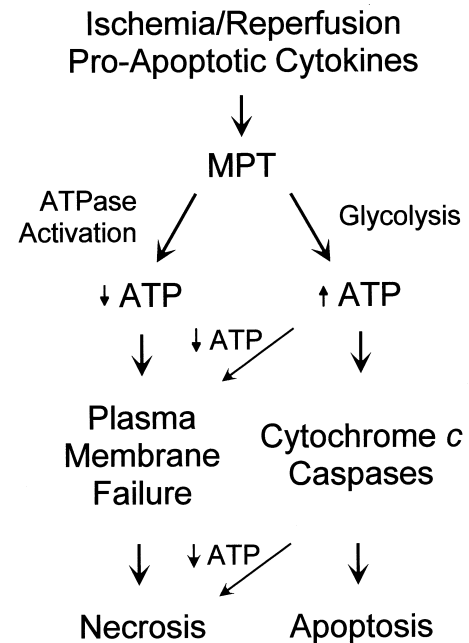 Ischemia/Reperfusion
Pro-Apoptotic Cytokines
MPT
ATPase
Activation
Glycolysis
↓ ATP
↑ ATP
↓ ATP
Plasma
Membrane
Failure
Cytochrome c
Caspases
↓ ATP
Necrosis
Apoptosis